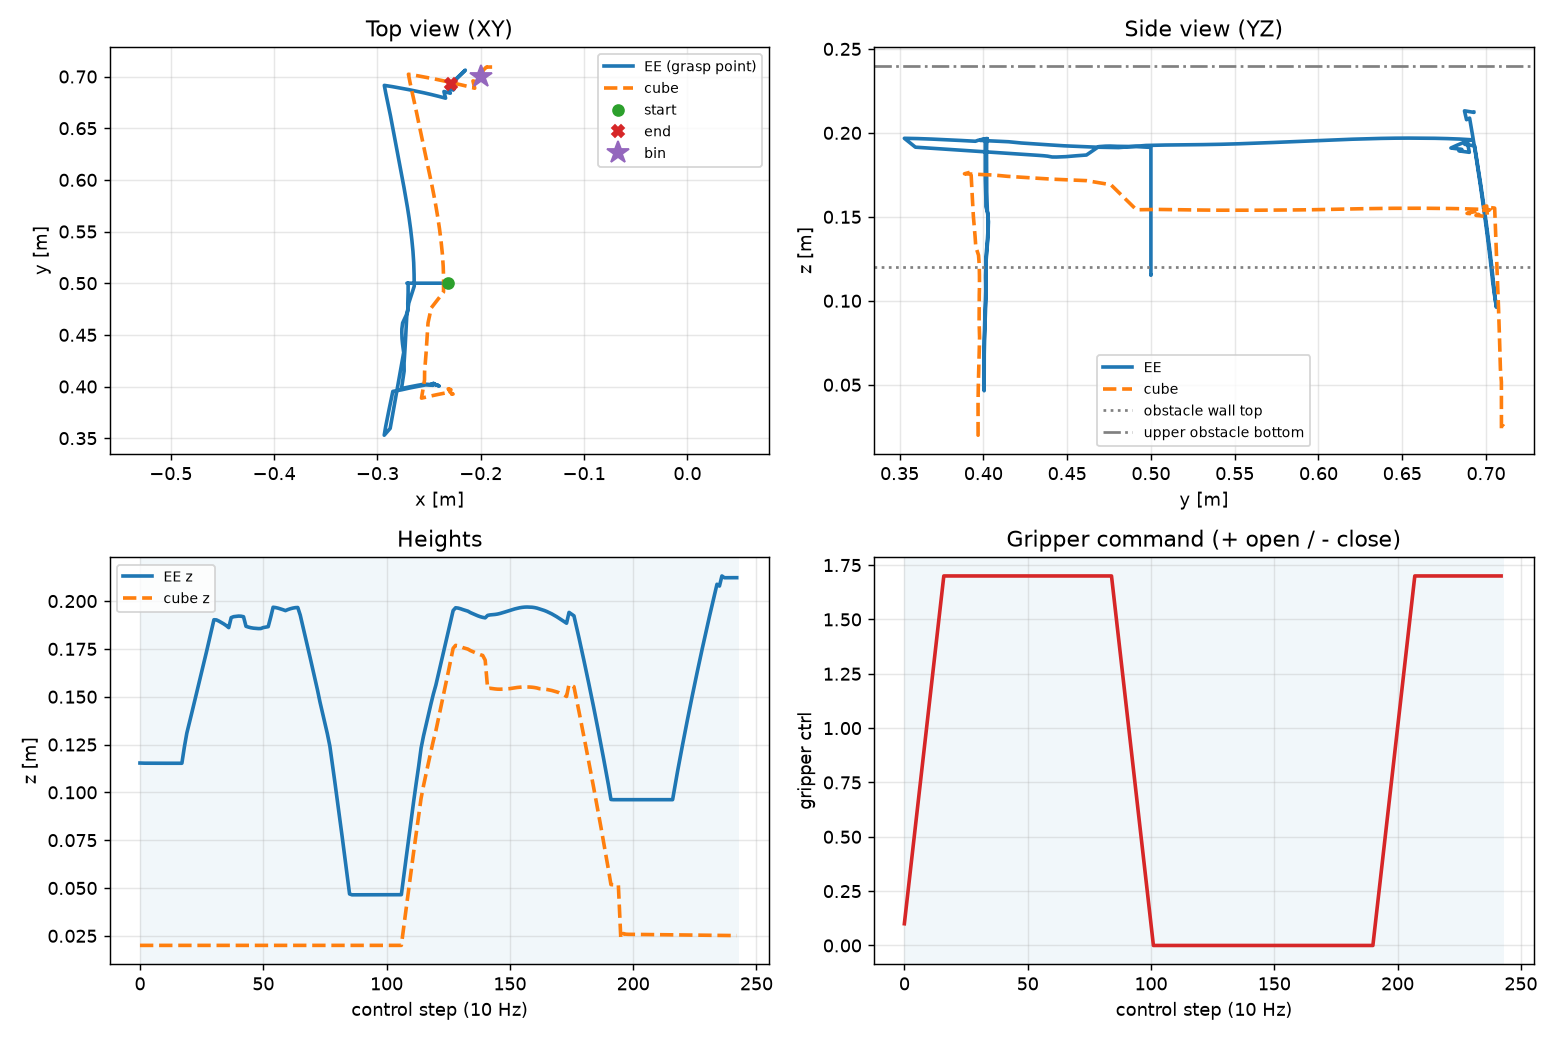 Top view (XY)
0.70
0.65
0.60
0.55
0.50
0.45
0.40
0.35
y [m]
−0.5
−0.4
−0.3
−0.2
−0.1
0.0
x [m]
EE (grasp point)
cube
start
end
bin
Side view (YZ)
0.25
0.20
0.15
0.10
0.05
z [m]
0.35
0.40
0.45
0.50
0.55
0.60
0.65
0.70
y [m]
EE
cube
obstacle wall top
upper obstacle bottom
Heights
EE z
cube z
0.200
0.175
0.150
0.125
0.100
0.075
0.050
0.025
z [m]
0
50
100
150
200
250
control step (10 Hz)
Gripper command (+ open / - close)
1.75
1.50
1.25
1.00
0.75
0.50
0.25
0.00
gripper ctrl
0
50
100
150
200
250
control step (10 Hz)